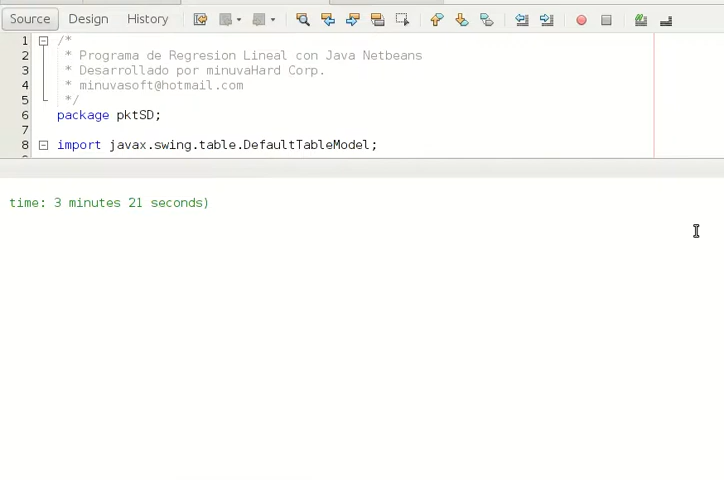 Source Design History
1 /*
2 * Programa de Regresion Lineal con Java Netbeans
3 * Desarrollado por minuvaHard Corp.
4 * minuvasoft@hotmail.com
5 */
6 package pktSD;
7
8 import javax.swing.table.DefaultTableModel;
time: 3 minutes 21 seconds)